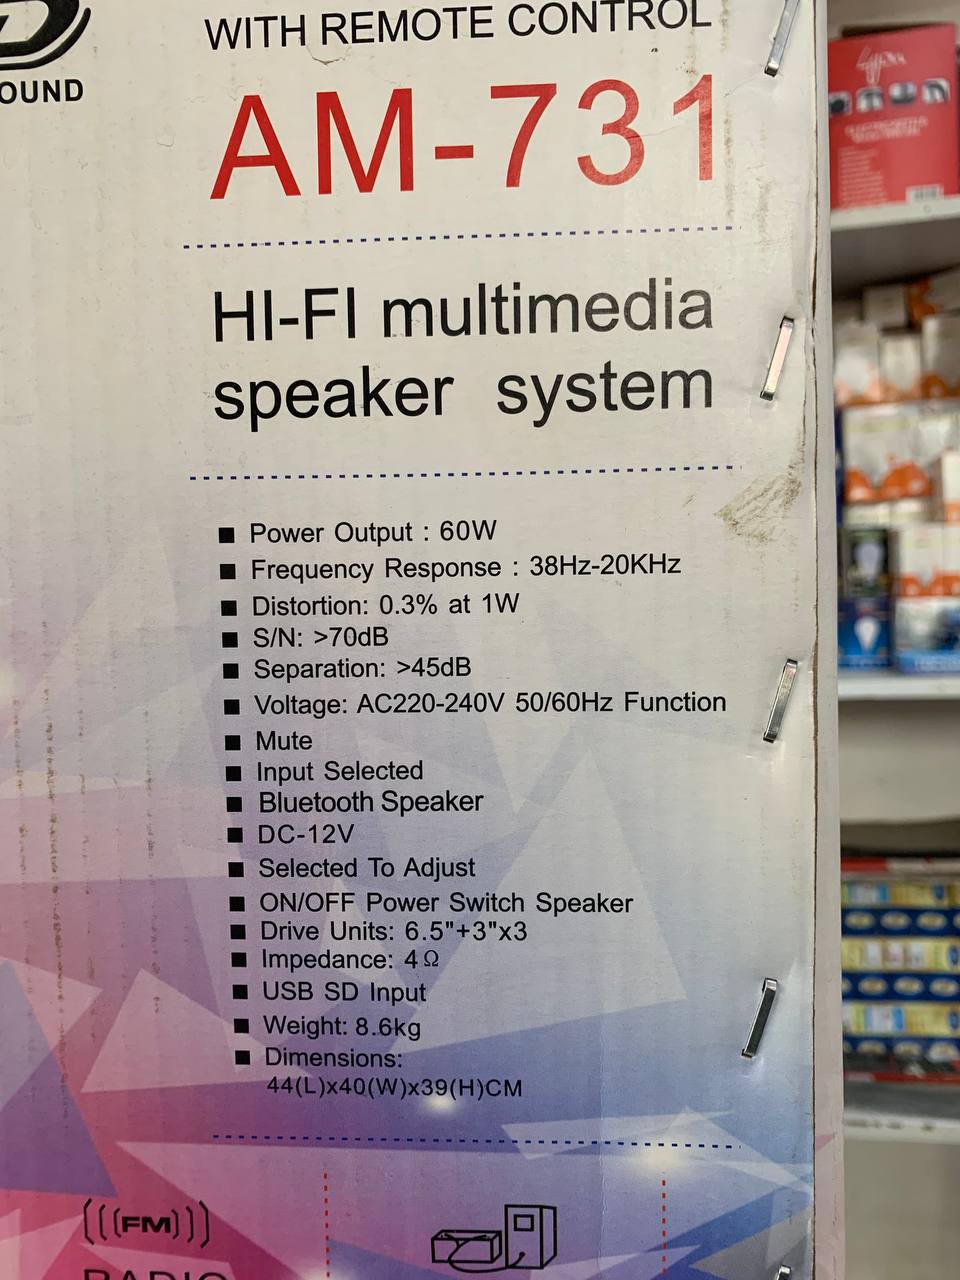 WITH REMOTE CONTROL
OUND
AM-731
HI-FI multimedia
speaker system
■ Power Output : 60W
■ Frequency Response : 38Hz-20KHz
■ Distortion: 0.3% at 1W
■ S/N: >70dB
■ Separation: >45dB
■ Voltage: AC220-240V 50/60Hz Function
■ Mute
■ Input Selected
■ Bluetooth Speaker
■ DC-12V
■ Selected To Adjust
■ ON/OFF Power Switch Speaker
■ Drive Units: 6.5"+3"x3
■ Impedance: 4Ω
■ USB SD Input
■ Weight: 8.6kg
■ Dimensions:
44(L)x40(W)x39(H)CM
(((FM)))
RADIO